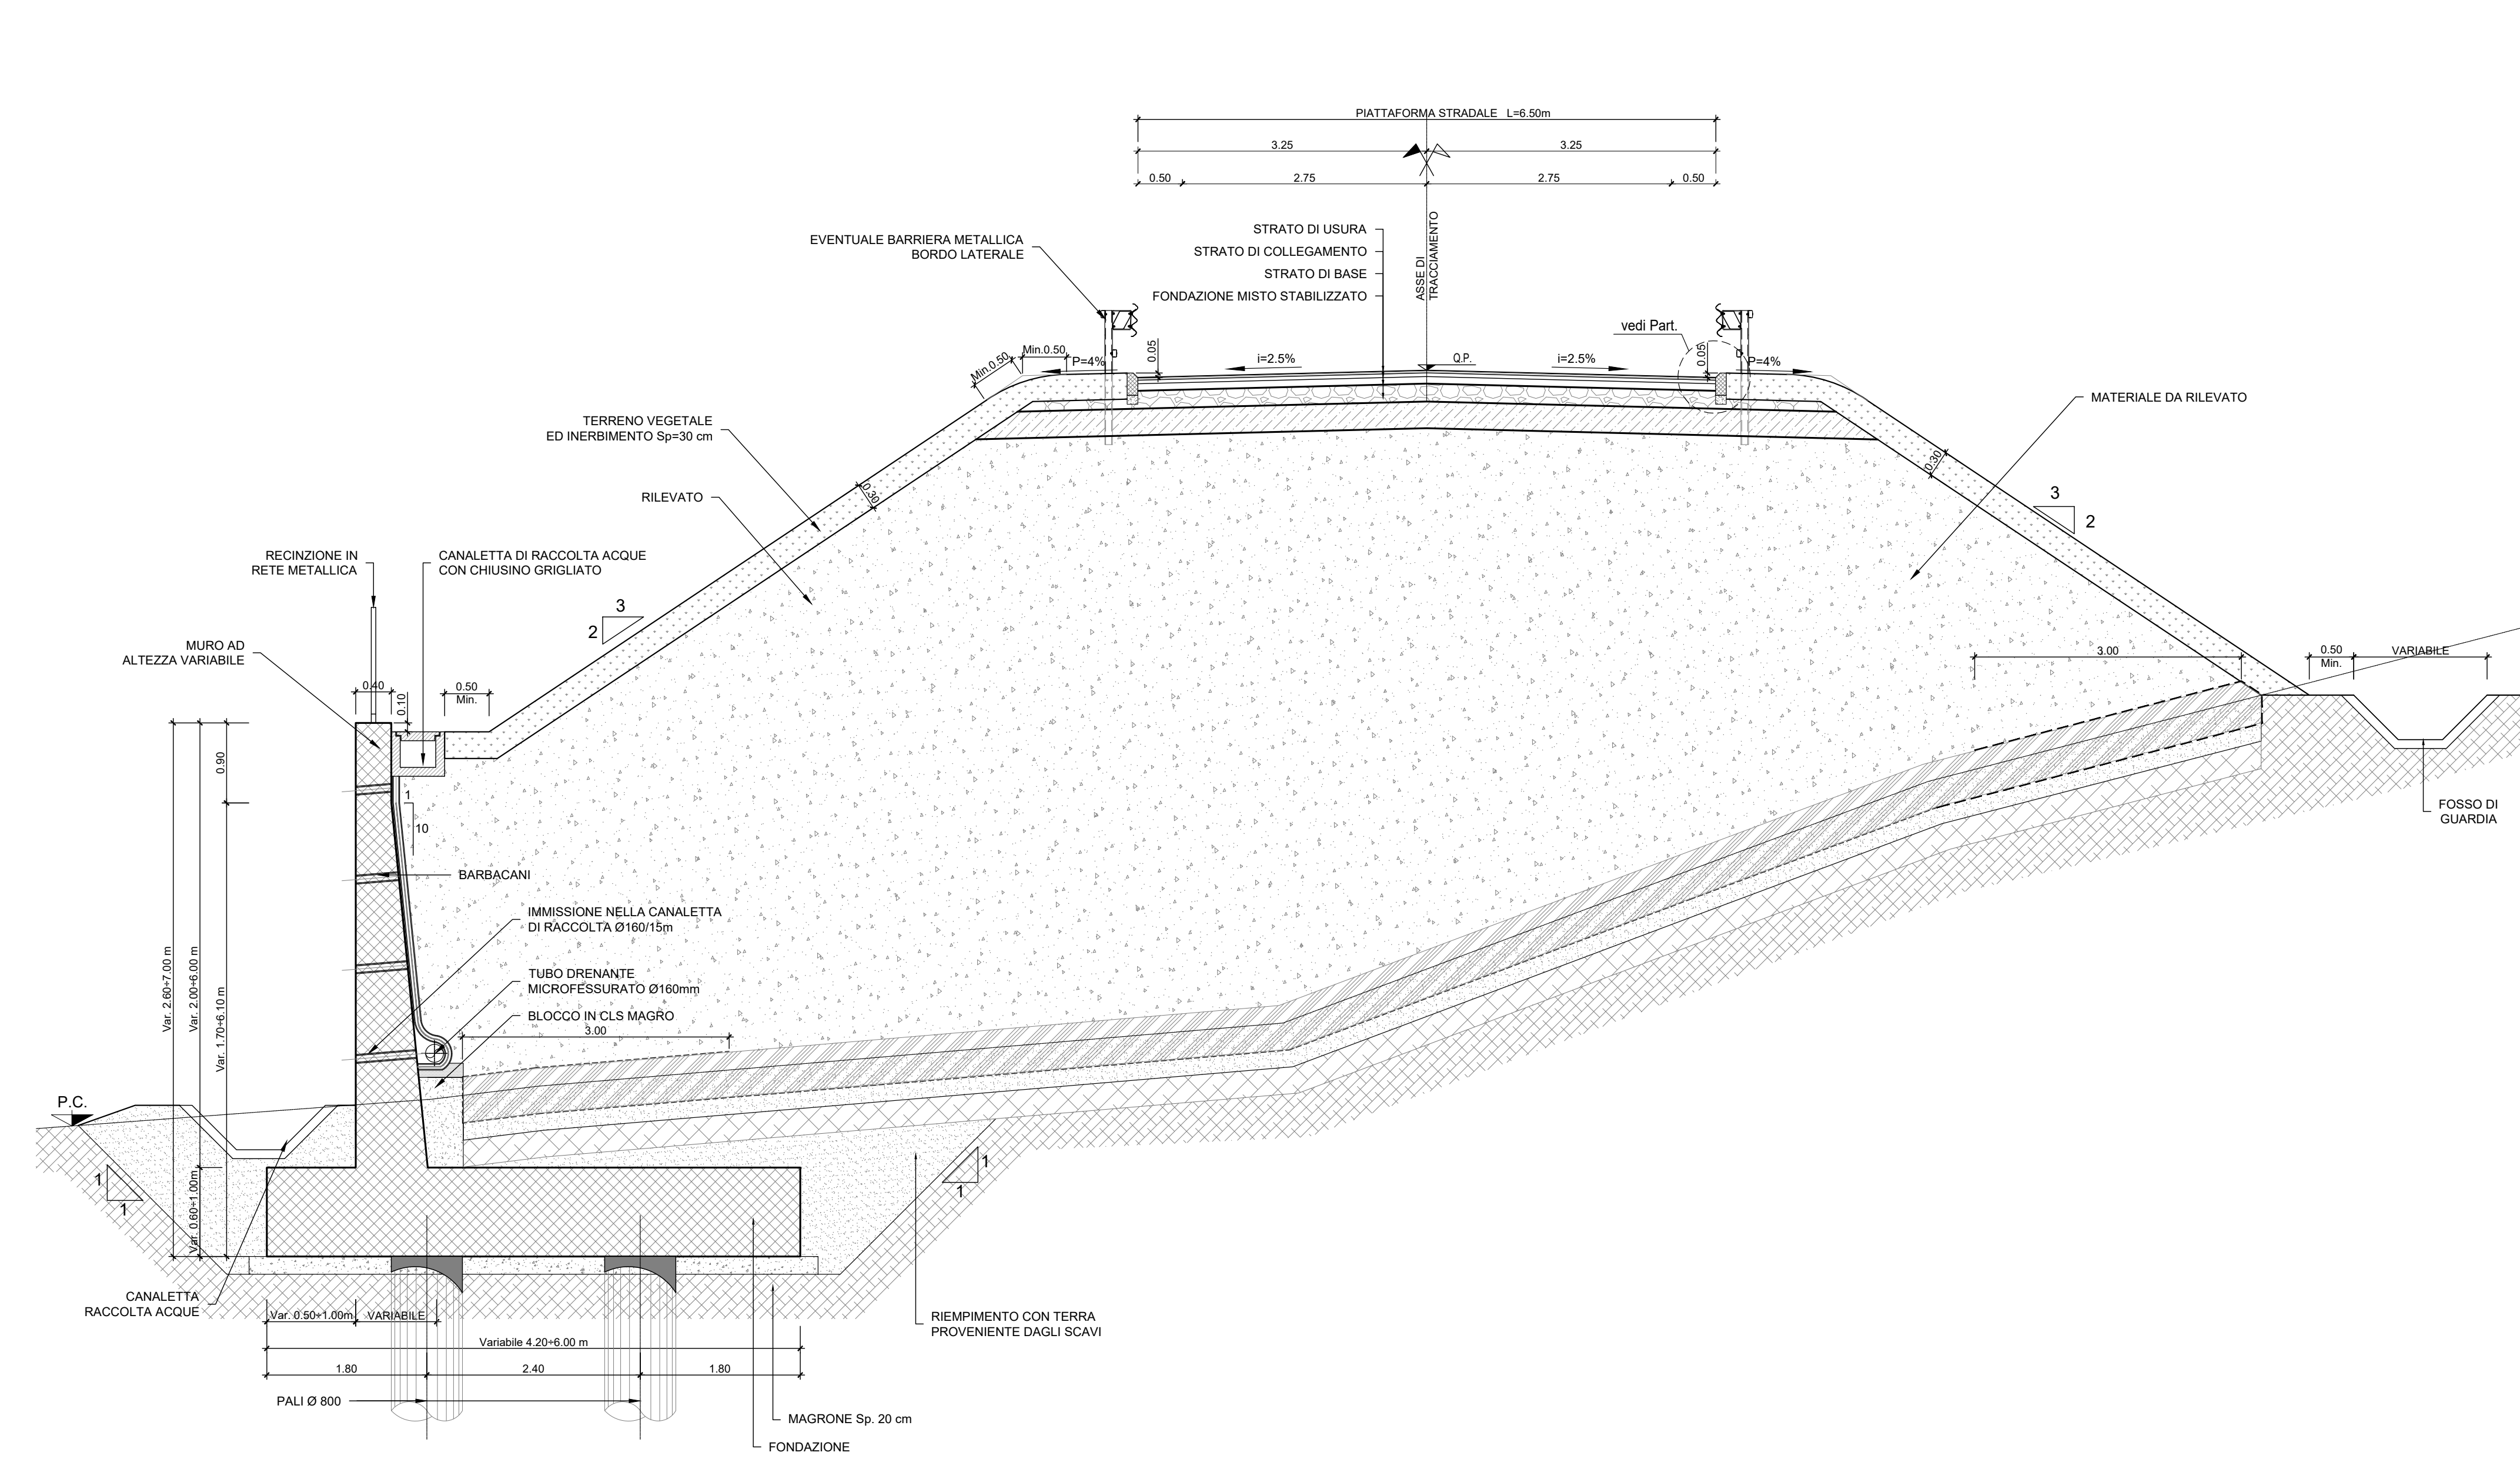 PIATTAFORMA STRADALE L=6.50m
3.25
3.25
0.50
2.75
2.75
0.50
STRATO DI USURA
STRATO DI COLLEGAMENTO
STRATO DI BASE
FONDAZIONE MISTO STABILIZZATO
ASSE DI
TRACCIAMENTO
EVENTUALE BARRIERA METALLICA
BORDO LATERALE
vedi Part.
Min.0.50
Min.0.50
P=4%
0.05
i=2.5%
Q.P.
i=2.5%
0.05
P=4%
MATERIALE DA RILEVATO
TERRENO VEGETALE
ED INERBIMENTO Sp=30 cm
RILEVATO
0.30
0.30
3
2
RECINZIONE IN
RETE METALLICA
CANALETTA DI RACCOLTA ACQUE
CON CHIUSINO GRIGLIATO
3
2
MURO AD
ALTEZZA VARIABILE
0.40
0.10
0.50
Min.
3.00
0.50
Min.
VARIABILE
0.90
1
10
FOSSO DI
GUARDIA
BARBACANI
IMMISSIONE NELLA CANALETTA
DI RACCOLTA Ø160/15m
TUBO DRENANTE
MICROFESSURATO Ø160mm
BLOCCO IN CLS MAGRO
3.00
Var. 2.60÷7.00 m
Var. 2.00÷6.00 m
Var. 1.70÷6.10 m
Var. 0.60÷1.00m
P.C.
1
1
1
1
CANALETTA
RACCOLTA ACQUE
Var. 0.50÷1.00m
VARIABILE
Variabile 4.20÷6.00 m
1.80
2.40
1.80
PALI Ø 800
RIEMPIMENTO CON TERRA
PROVENIENTE DAGLI SCAVI
MAGRONE Sp. 20 cm
FONDAZIONE